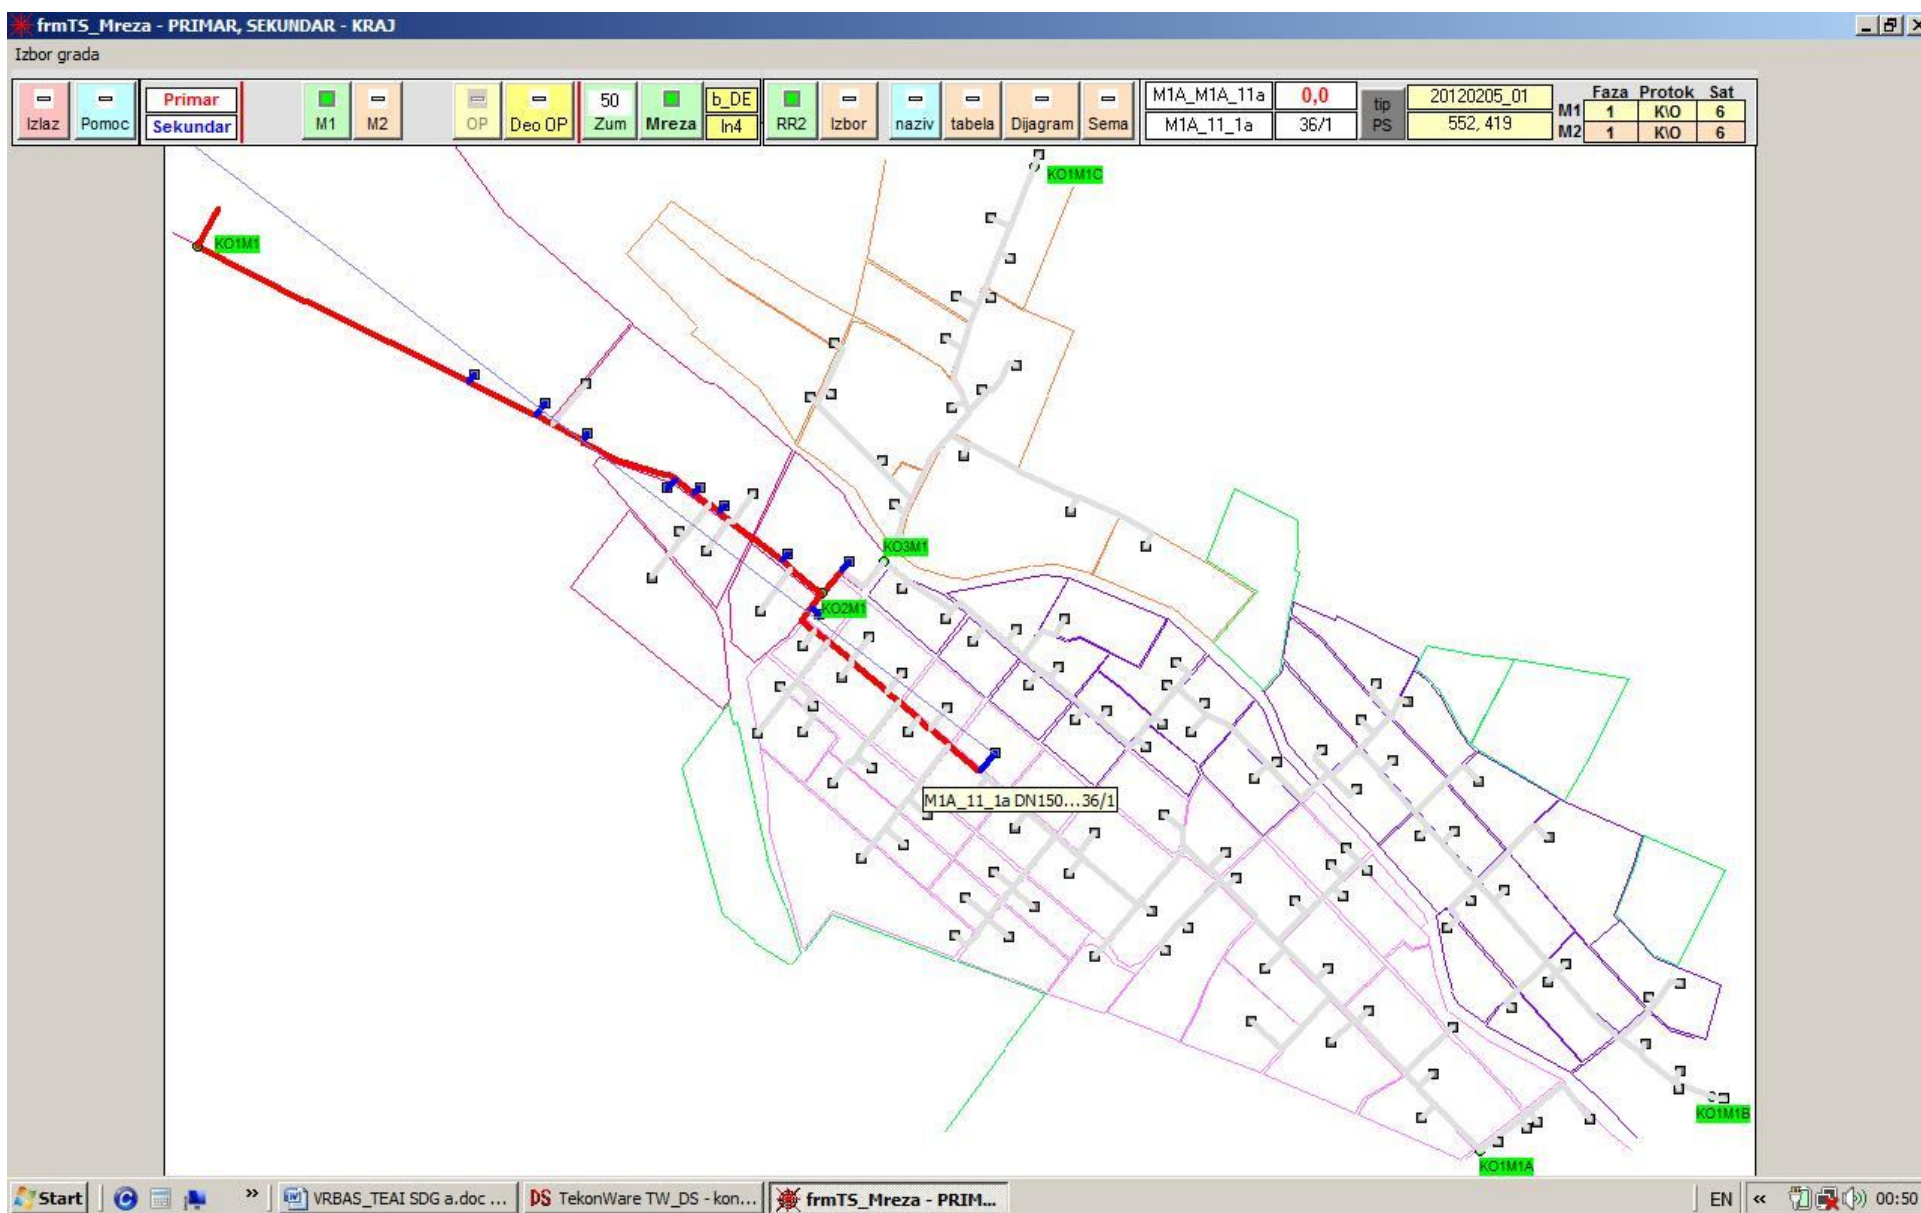 frmTS_Mreza - PRIMAR, SEKUNDAR - KRAJ
Izbor grada
Izlaz
Pomoc
Primar
Sekundar
M1
M2
OP
Deo OP
50
Zum
Mreza
b_DE
ln4
RR2
Izbor
naziv
tabela
Dijagram
Sema
M1A_M1A_11a
0,0
M1A_11_1a
36/1
tip
PS
20120205_01
552, 419
Faza Protok Sat
M1 1 K\O 6
M2 1 K\O 6
KO1M1C
KO1M1
KO3M1
KO2M1
M1A_11_1a DN150...36/1
KO1M1B
KO1M1A
Start
»
VRBAS_TEAI SDG a.doc ...
DS TekonWare TW_DS - kon...
frmTS_Mreza - PRIM...
EN
«
00:50